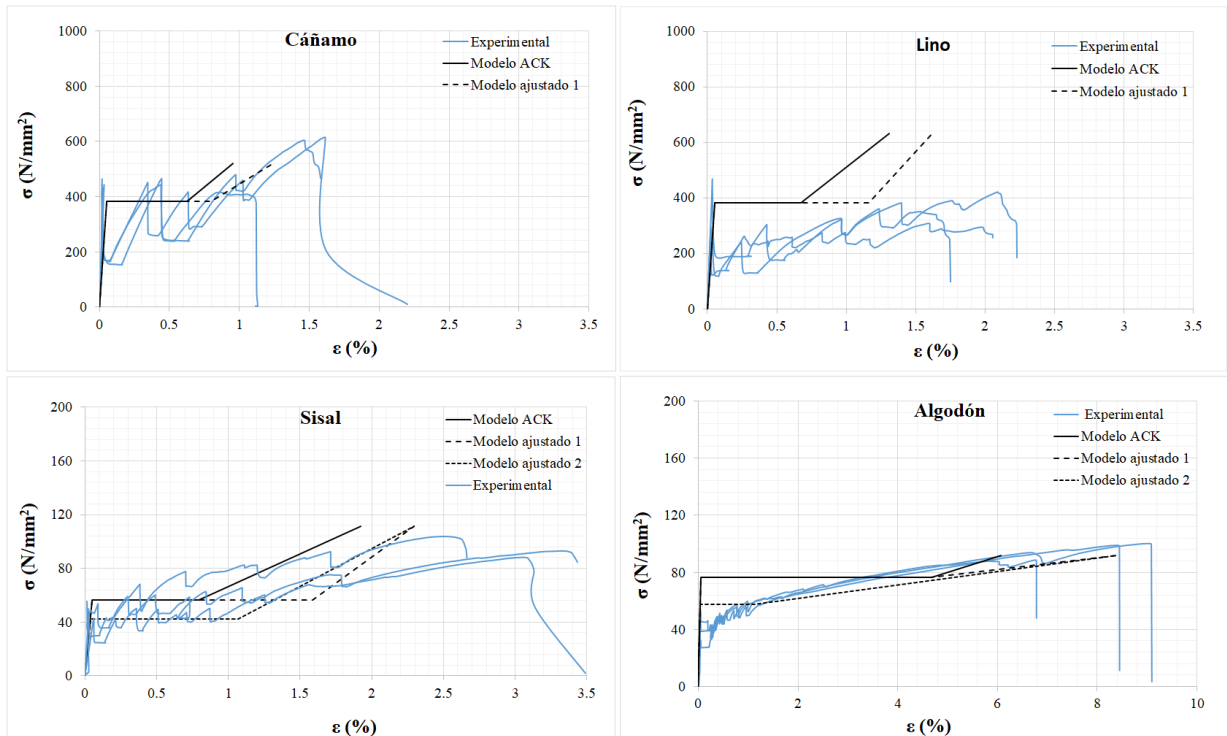 Cáñamo
Experimental
Modelo ACK
Modelo ajustado 1
1000
800
600
400
200
0
0 0.5 1 1.5 2 2.5 3 3.5
σ (N/mm²)
ε (%)
Lino
Experimental
Modelo ACK
Modelo ajustado 1
1000
800
600
400
200
0
0 0.5 1 1.5 2 2.5 3 3.5
σ (N/mm²)
ε (%)
Sisal
Modelo ACK
Modelo ajustado 1
Modelo ajustado 2
Experimental
200
160
120
80
40
0
0 0.5 1 1.5 2 2.5 3 3.5
σ (N/mm²)
ε (%)
Algodón
Experimental
Modelo ACK
Modelo ajustado 1
Modelo ajustado 2
200
160
120
80
40
0
0 2 4 6 8 10
σ (N/mm²)
ε (%)